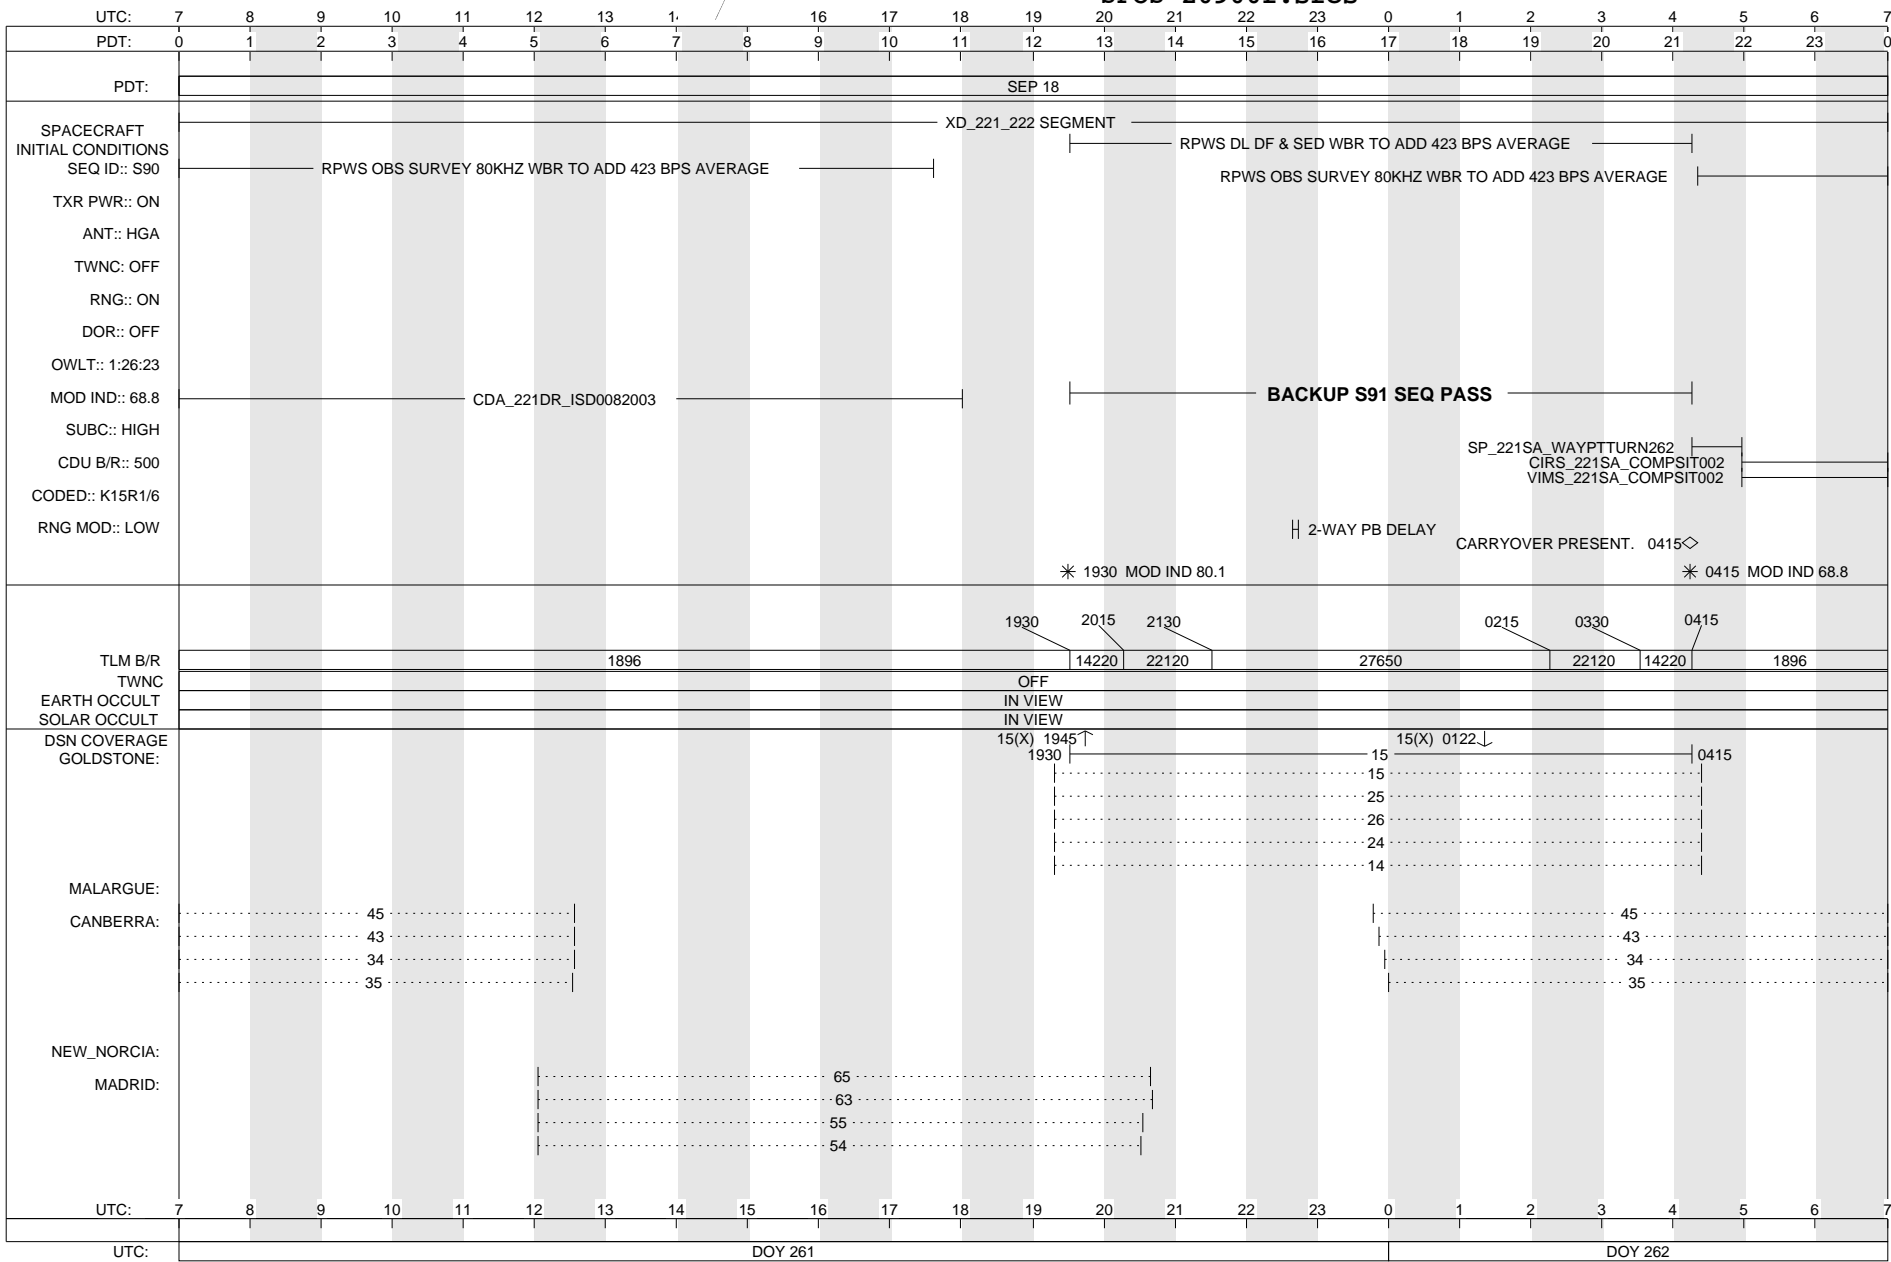 UTC: 7 8 9 10 11 12 13 16 17 18 19 20 21 22 23 0 1 2 3 4 5 6 7
PDT: 0 1 2 3 4 5 6 7 8 9 10 11 12 13 14 15 16 17 18 19 20 21 22 23 0
PDT: SEP 18
XD_221_222 SEGMENT
SPACECRAFT
INITIAL CONDITIONS
RPWS DL DF & SED WBR TO ADD 423 BPS AVERAGE
SEQ ID:: S90
RPWS OBS SURVEY 80KHZ WBR TO ADD 423 BPS AVERAGE
RPWS OBS SURVEY 80KHZ WBR TO ADD 423 BPS AVERAGE
TXR PWR:: ON
ANT:: HGA
TWNC: OFF
RNG:: ON
DOR:: OFF
OWLT:: 1:26:23
MOD IND:: 68.8
CDA_221DR_ISD0082003
BACKUP S91 SEQ PASS
SUBC:: HIGH
SP_221SA_WAYPTTURN262
CDU B/R:: 500
CIRS_221SA_COMPSIT002
VIMS_221SA_COMPSIT002
CODED:: K15R1/6
RNG MOD:: LOW
2-WAY PB DELAY
CARRYOVER PRESENT. 0415
1930 MOD IND 80.1
0415 MOD IND 68.8
1930 2015 2130 0215 0330 0415
TLM B/R 1896 14220 22120 27650 22120 14220 1896
TWNC OFF
EARTH OCCULT IN VIEW
SOLAR OCCULT IN VIEW
DSN COVERAGE 15(X) 1945 15(X) 0122
GOLDSTONE: 1930 15 0415
15
25
26
24
14
MALARGUE:
CANBERRA:
45 45
43 43
34 34
35 35
NEW_NORCIA:
MADRID:
65
63
55
54
UTC: 7 8 9 10 11 12 13 14 15 16 17 18 19 20 21 22 23 0 1 2 3 4 5 6 7
UTC: DOY 261 DOY 262